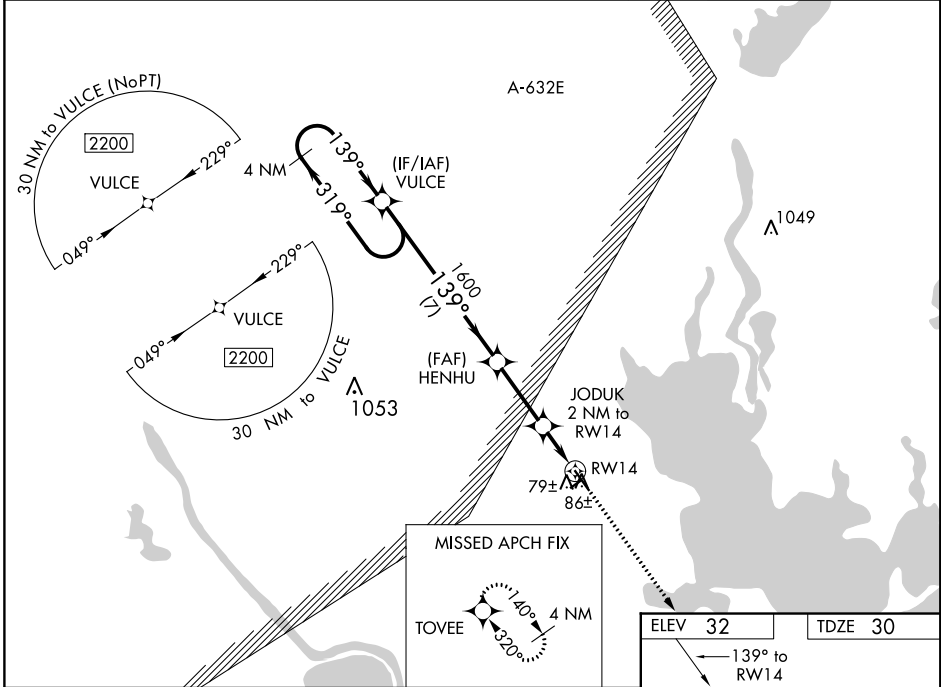 A-632E
30 NM to VULCE (NoPT)
2200
VULCE
229°
049°
4 NM
139°
319°
(IF/IAF)
VULCE
1049
229°
049°
VULCE
2200
30 NM to VULCE
1600
139°
(7)
(FAF)
HENHU
1053
JODUK
2 NM to
RW14
RW14
79±
86±
MISSED APCH FIX
TOVEE
140°
320°
4 NM
ELEV 32
TDZE 30
139° to
RW14